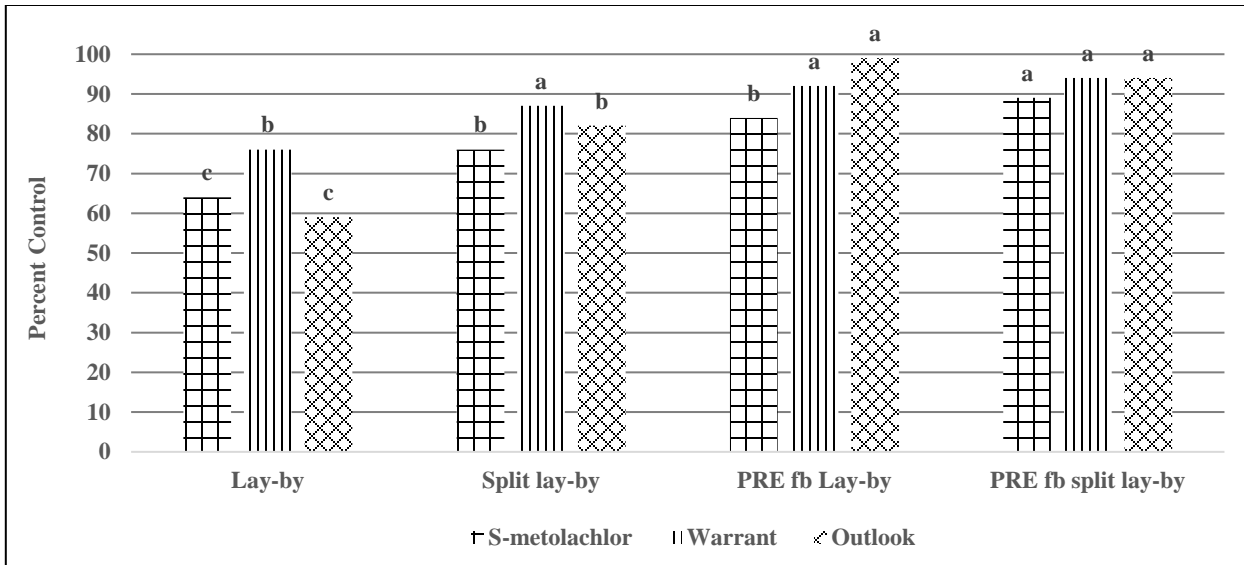 Percent Control
100
90
80
70
60
50
40
30
20
10
0
c
b
c
b
a
b
b
a
a
a
a
a
Lay-by
Split lay-by
PRE fb Lay-by
PRE fb split lay-by
S-metolachlor
Warrant
Outlook